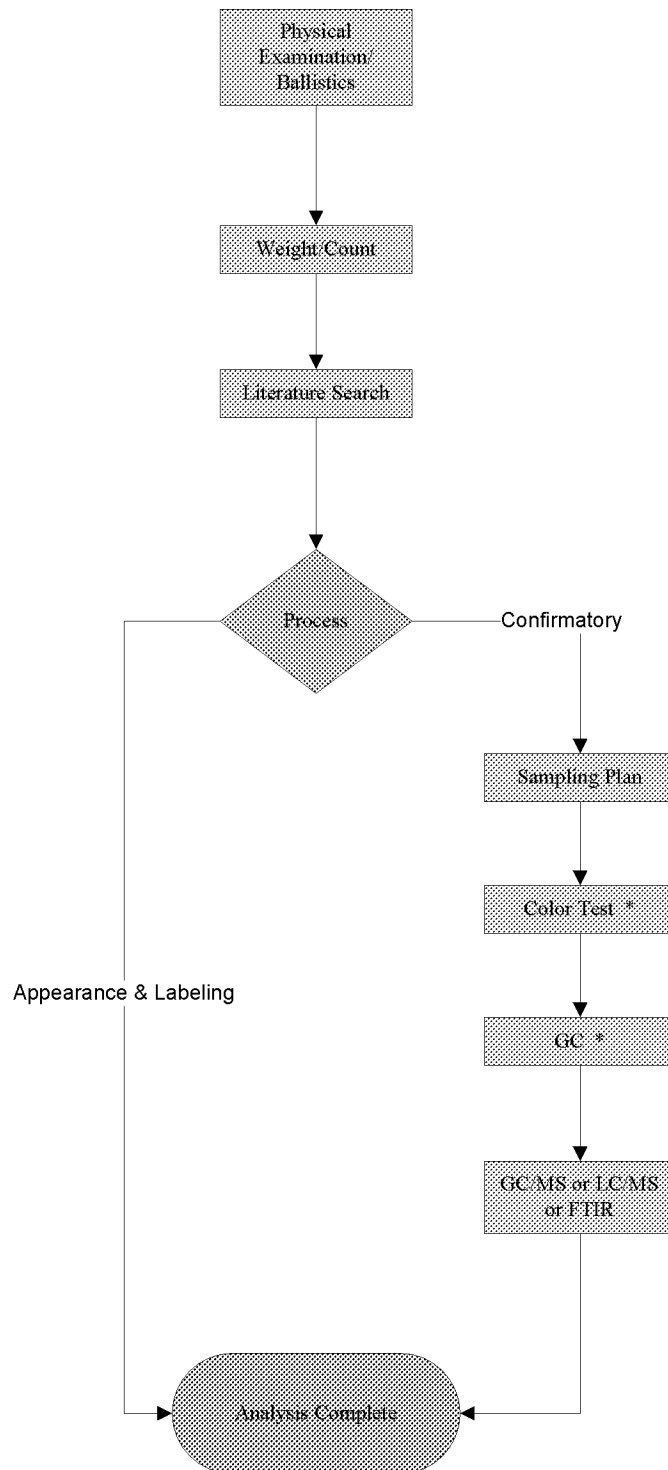 Physical
Examination/
Ballistics
Weight/Count
Literature Search
Process
Confirmatory
Sampling Plan
Color Test *
Appearance & Labeling
GC *
GC/MS or LC/MS
or FTIR
Analysis Complete